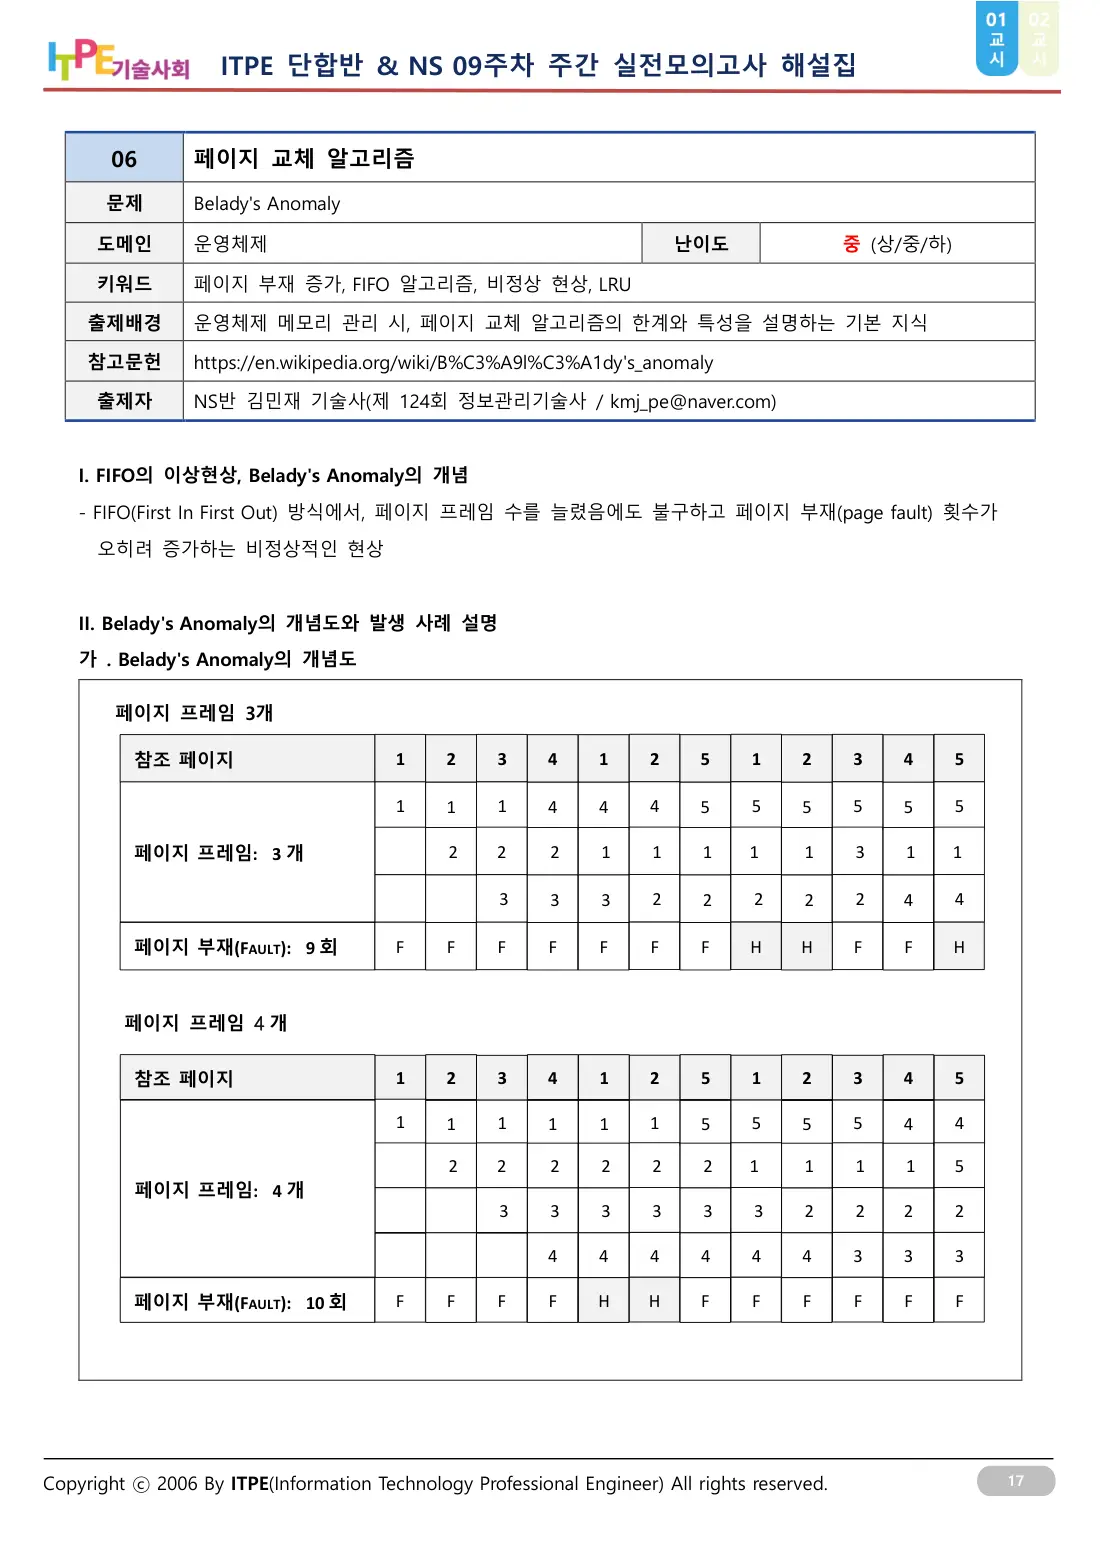 ITPE기술사회 ITPE 단합반 & NS 09주차 주간 실전모의고사 해설집
01 교시
02 교시
06 페이지 교체 알고리즘
문제 Belady's Anomaly
도메인 운영체제 난이도 중 (상/중/하)
키워드 페이지 부재 증가, FIFO 알고리즘, 비정상 현상, LRU
출제배경 운영체제 메모리 관리 시, 페이지 교체 알고리즘의 한계와 특성을 설명하는 기본 지식
참고문헌 https://en.wikipedia.org/wiki/B%C3%A9l%C3%A1dy's_anomaly
출제자 NS반 김민재 기술사(제 124회 정보관리기술사 / kmj_pe@naver.com)
I. FIFO의 이상현상, Belady's Anomaly의 개념
- FIFO(First In First Out) 방식에서, 페이지 프레임 수를 늘렸음에도 불구하고 페이지 부재(page fault) 횟수가
오히려 증가하는 비정상적인 현상
II. Belady's Anomaly의 개념도와 발생 사례 설명
가 . Belady's Anomaly의 개념도
페이지 프레임 3개
참조 페이지 1 2 3 4 1 2 5 1 2 3 4 5
1 1 1 4 4 4 5 5 5 5 5 5
페이지 프레임: 3 개 2 2 2 1 1 1 1 1 3 1 1
3 3 3 2 2 2 2 2 4 4
페이지 부재(FAULT): 9 회 F F F F F F F H H F F H
페이지 프레임 4 개
참조 페이지 1 2 3 4 1 2 5 1 2 3 4 5
1 1 1 1 1 1 5 5 5 5 4 4
페이지 프레임: 4 개 2 2 2 2 2 2 1 1 1 1 5
3 3 3 3 3 3 2 2 2 2
4 4 4 4 4 4 3 3 3
페이지 부재(FAULT): 10 회 F F F F H H F F F F F F
Copyright ⓒ 2006 By ITPE(Information Technology Professional Engineer) All rights reserved. 17